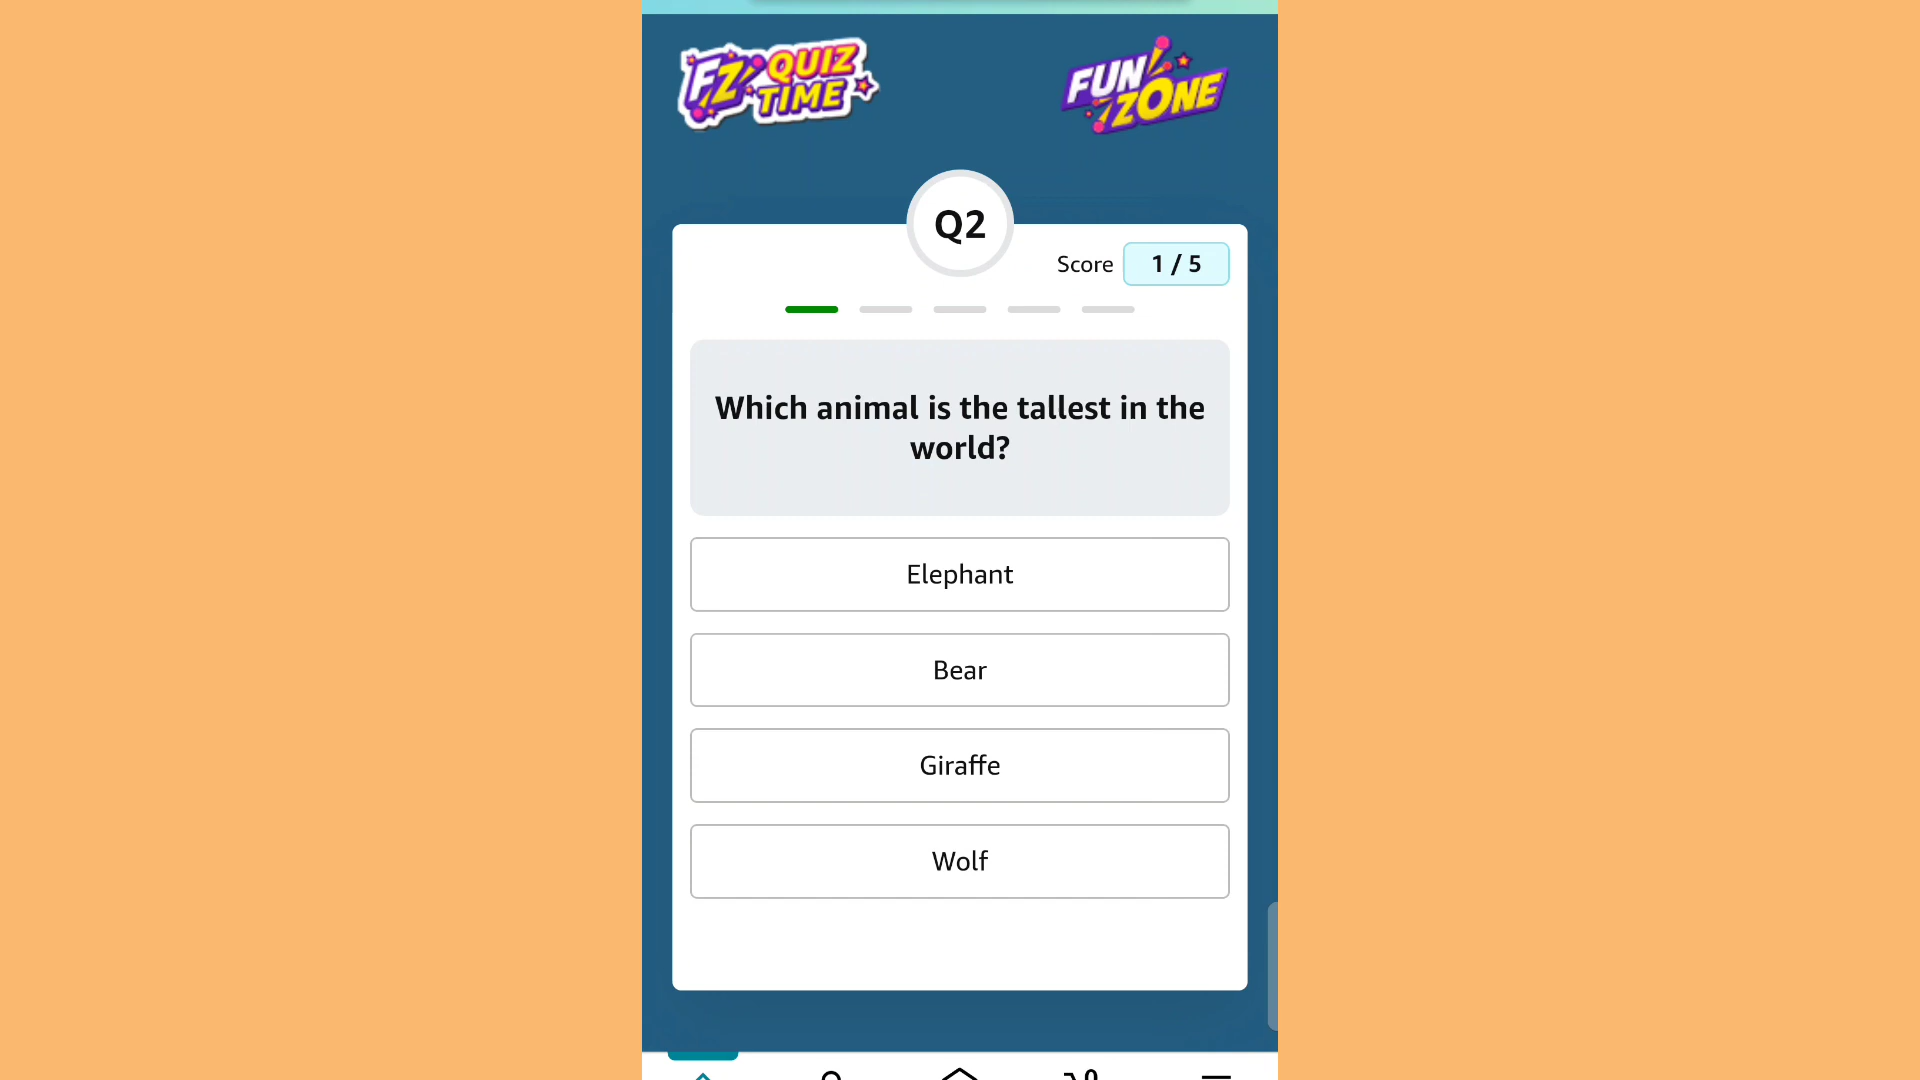 FZ QUIZ
TIME
FUN
ZONE
Q2
Score 1 / 5
Which animal is the tallest in the
world?
Elephant
Bear
Giraffe
Wolf
0